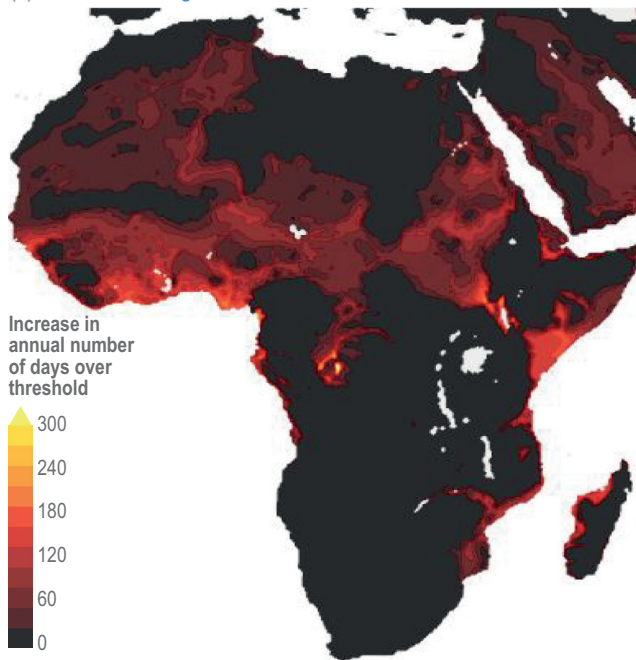 Increase in
annual number
of days over
threshold
300
240
180
120
60
0